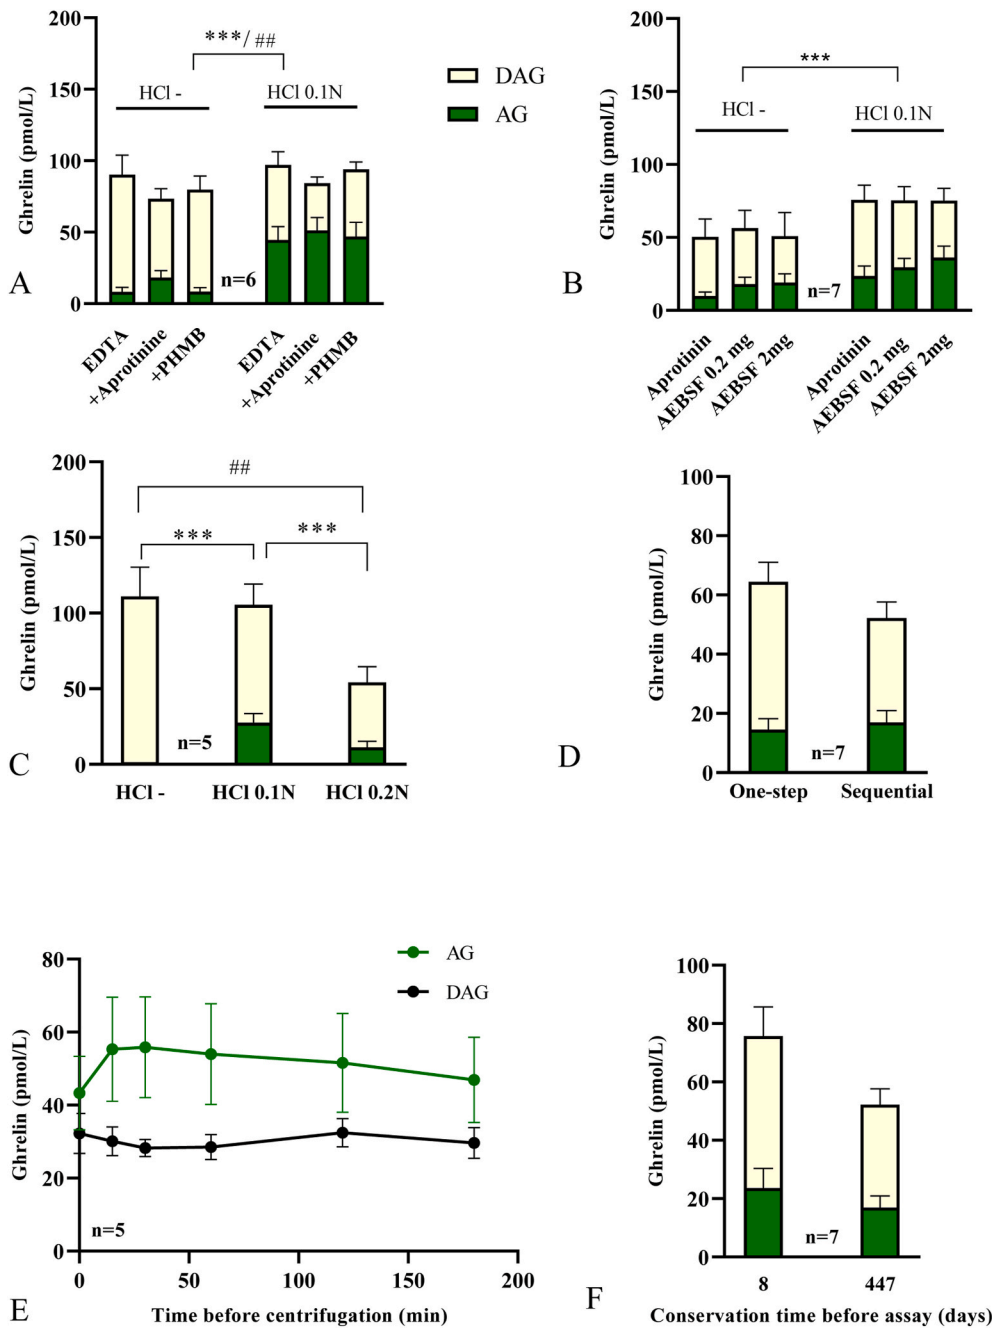 200
150
100
50
0
Ghrelin (pmol/L)
***/ ##
HCl -
HCl 0.1N
n=6
A
EDTA
+Aprotinine
+PHMB
EDTA
+Aprotinine
+PHMB
DAG
AG
200
150
100
50
0
Ghrelin (pmol/L)
***
HCl -
HCl 0.1N
n=7
B
Aprotinin
AEBSF 0.2 mg
AEBSF 2mg
Aprotinin
AEBSF 0.2 mg
AEBSF 2mg
200
150
100
50
0
Ghrelin (pmol/L)
##
***
***
n=5
C
HCl -
HCl 0.1N
HCl 0.2N
100
80
60
40
20
0
Ghrelin (pmol/L)
n=7
D
One-step
Sequential
AG
DAG
80
60
40
20
0
Ghrelin (pmol/L)
n=5
0
50
100
150
200
E
Time before centrifugation (min)
100
80
60
40
20
0
Ghrelin (pmol/L)
n=7
8
447
F
Conservation time before assay (days)